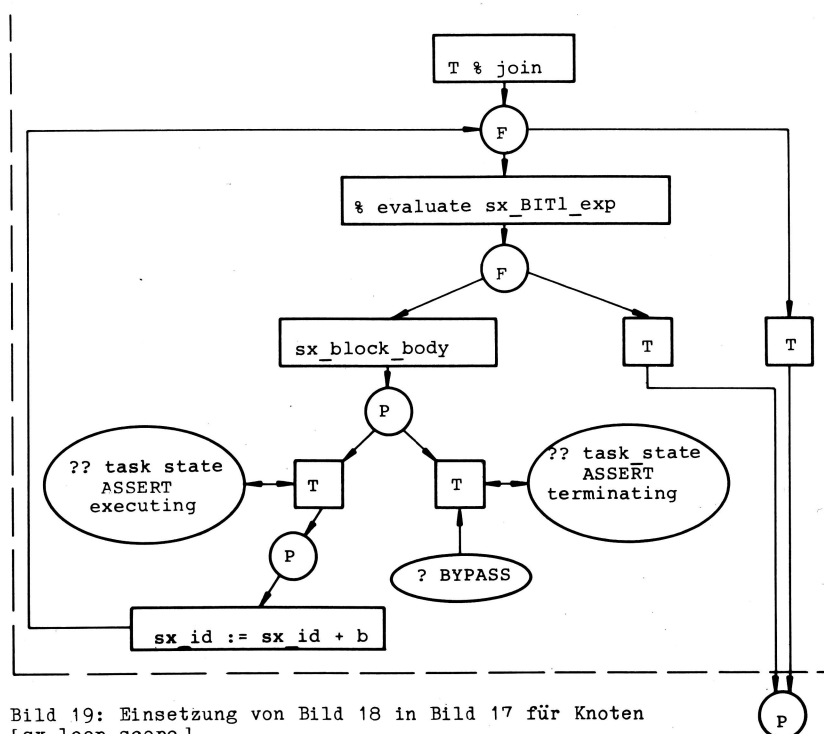 T % join
F
% evaluate sx_BIT1_exp
F
sx_block_body
T
T
P
?? task state
ASSERT
executing
T
T
?? task_state
ASSERT
terminating
P
? BYPASS
sx_id := sx_id + b
Bild 19: Einsetzung von Bild 18 in Bild 17 für Knoten
P